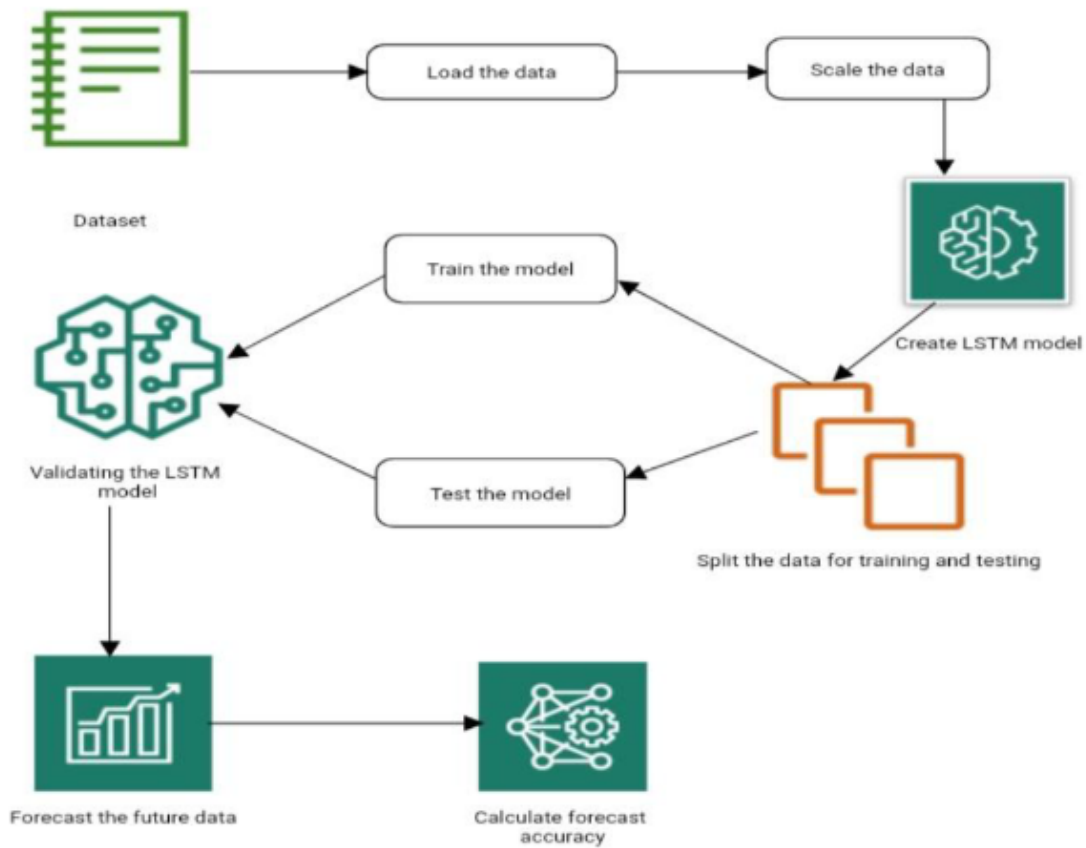 Load the data
Scale the data
Dataset
Train the model
Create LSTM model
Validating the LSTM
model
Test the model
Split the data for training and testing
Forecast the future data
Calculate forecast
accuracy